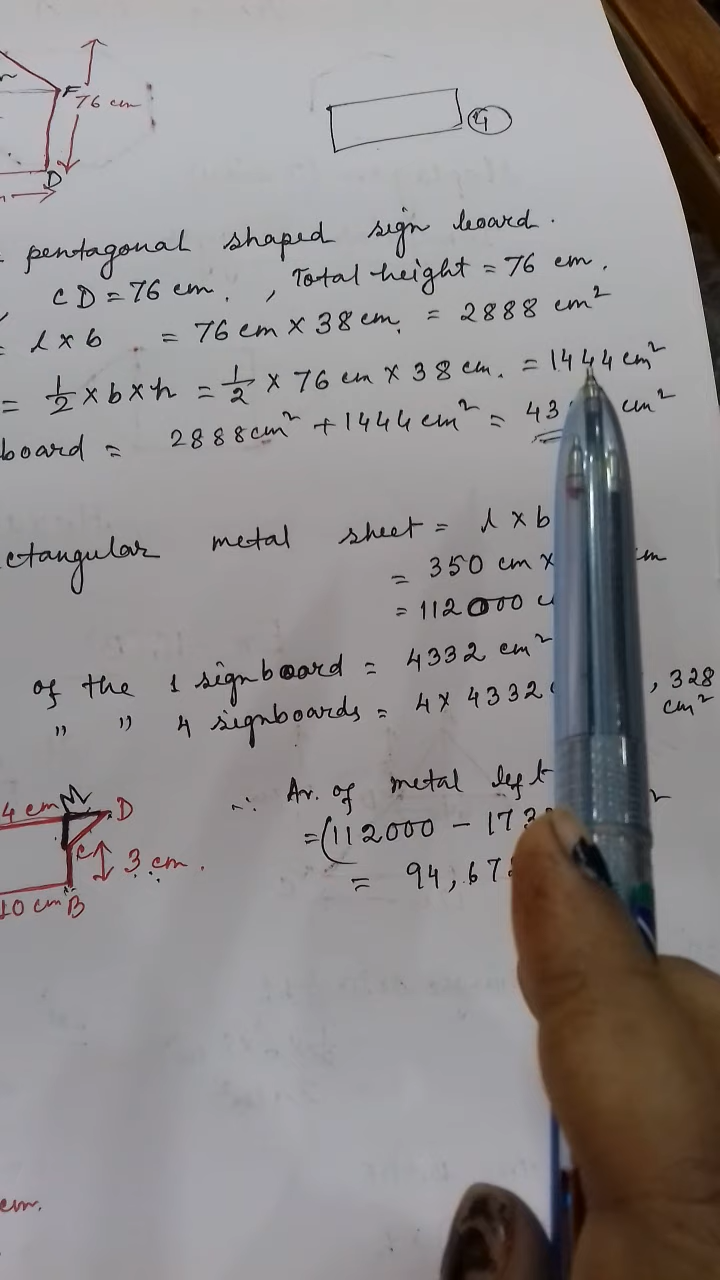 F 76 cm
D
4
pentagonal shaped sign board.
CD = 76 cm. , Total height = 76 cm.
= l × b = 76 cm × 38 cm. = 2888 cm²
= 1/2 × b × h = 1/2 × 76 cm × 38 cm. = 1444 cm²
board = 2888 cm² + 1444 cm² = 43 cm²
ectangular metal sheet = l × b
= 350 cm ×
= 112000
of the 1 signboard = 4332 cm²
" " 4 signboards = 4 × 4332 , 328 cm²
∴ Ar. of metal left
4 cm D
= (112000 - 173
C 3 cm.
= 94,67
10 cm B
cm.